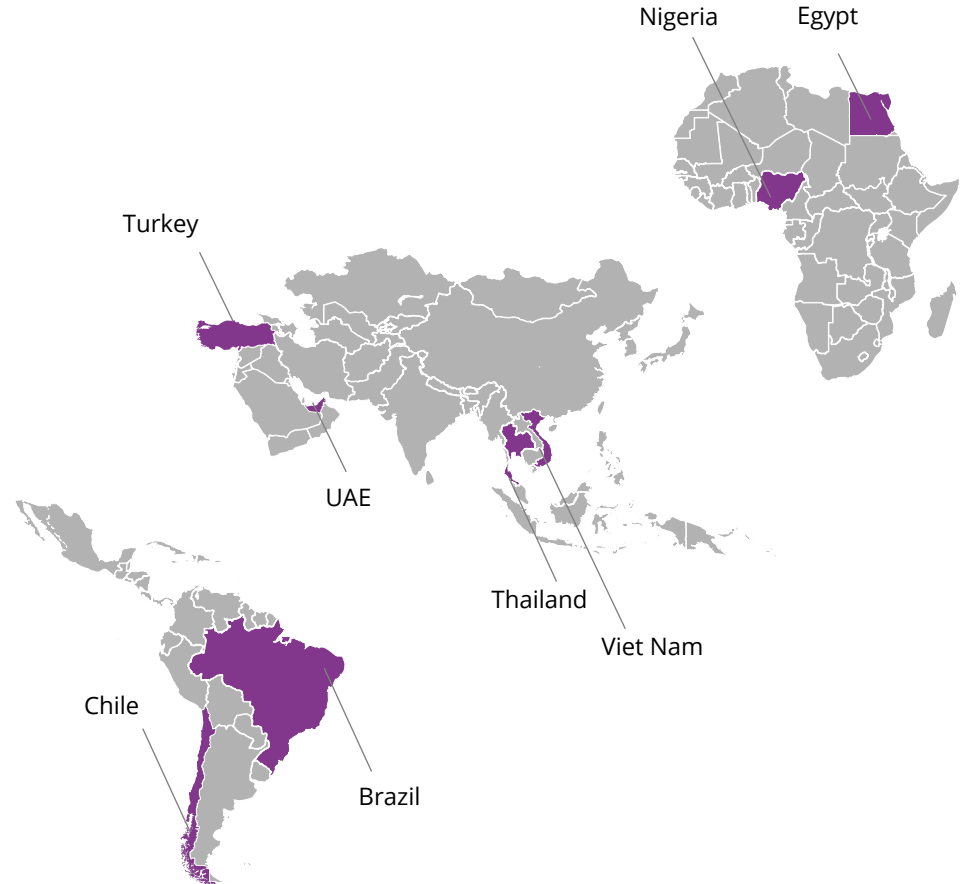 Nigeria
Egypt
Turkey
UAE
Thailand
Viet Nam
Chile
Brazil